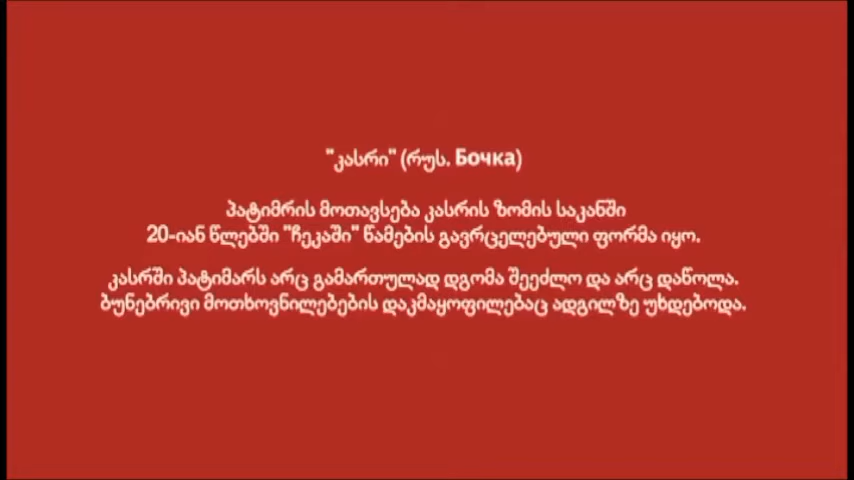 "კასრი" (რუს. Бочка)
პატიმრის მოთავსება კასრის ზომის საკანში
20-იან წლებში "ჩეკაში" წამების გავრცელებული ფორმა იყო.
კასრში პატიმარს არც გამართულად დგომა შეეძლო და არც დაწოლა.
ბუნებრივი მოთხოვნილებების დაკმაყოფილებაც ადგილზე უხდებოდა.